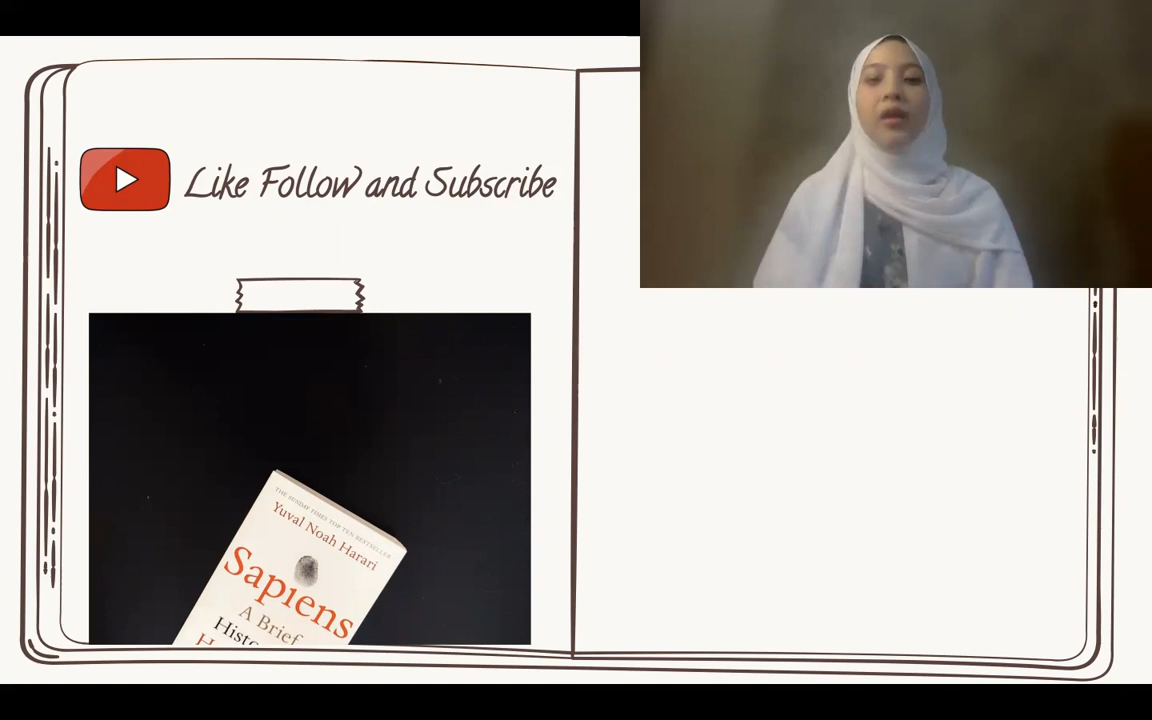 Like Follow and Subscribe
THE SUNDAY TIMES TOP TEN BESTSELLER
Yuval Noah Harari
Sapiens
A Brief